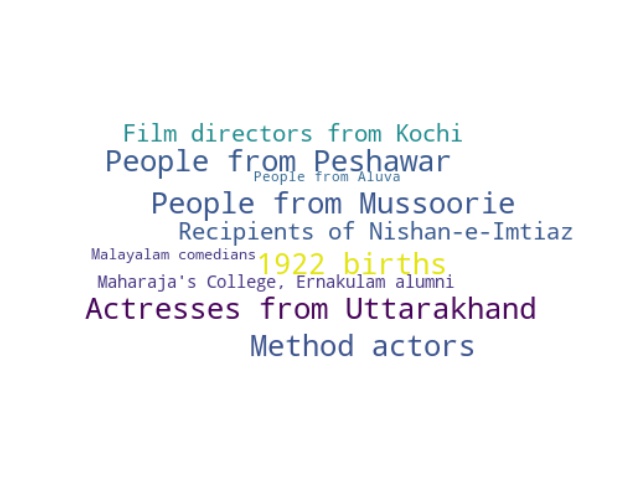 Film directors from Kochi
People from Peshawar
People from Aluva
People from Mussoorie
Recipients of Nishan-e-Imtiaz
Malayalam comedians
1922 births
Maharaja's College, Ernakulam alumni
Actresses from Uttarakhand
Method actors